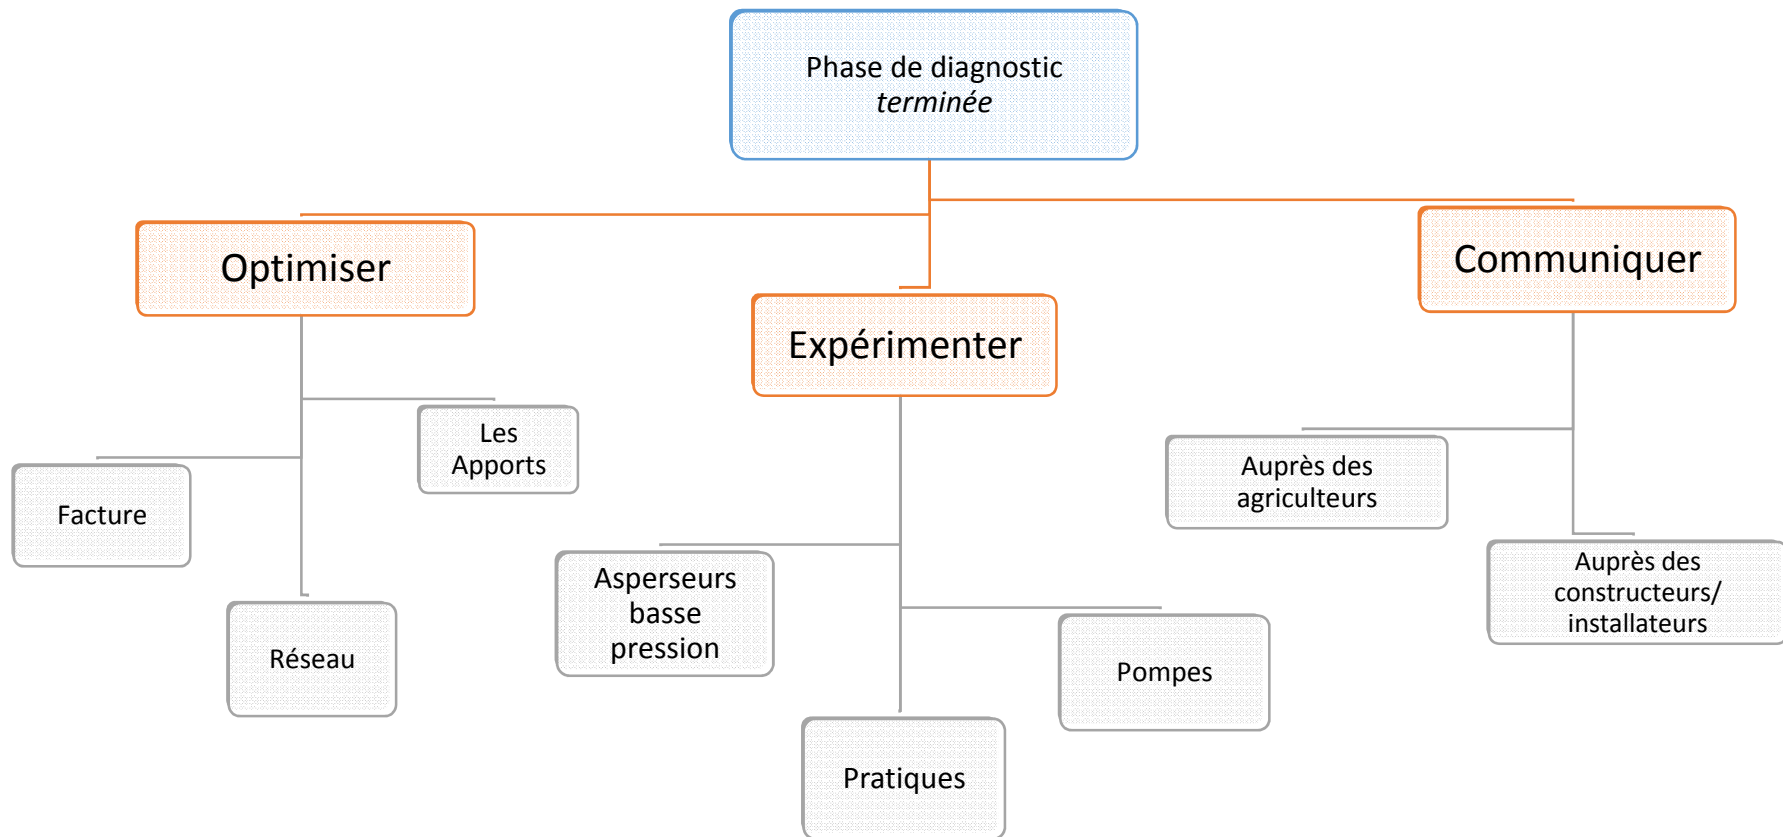 Phase de diagnostic
terminée
Optimiser
Communiquer
Expérimenter
Les
Apports
Facture
Réseau
Asperseurs
basse
pression
Pompes
Pratiques
Auprès des
agriculteurs
Auprès des
constructeurs/
installateurs